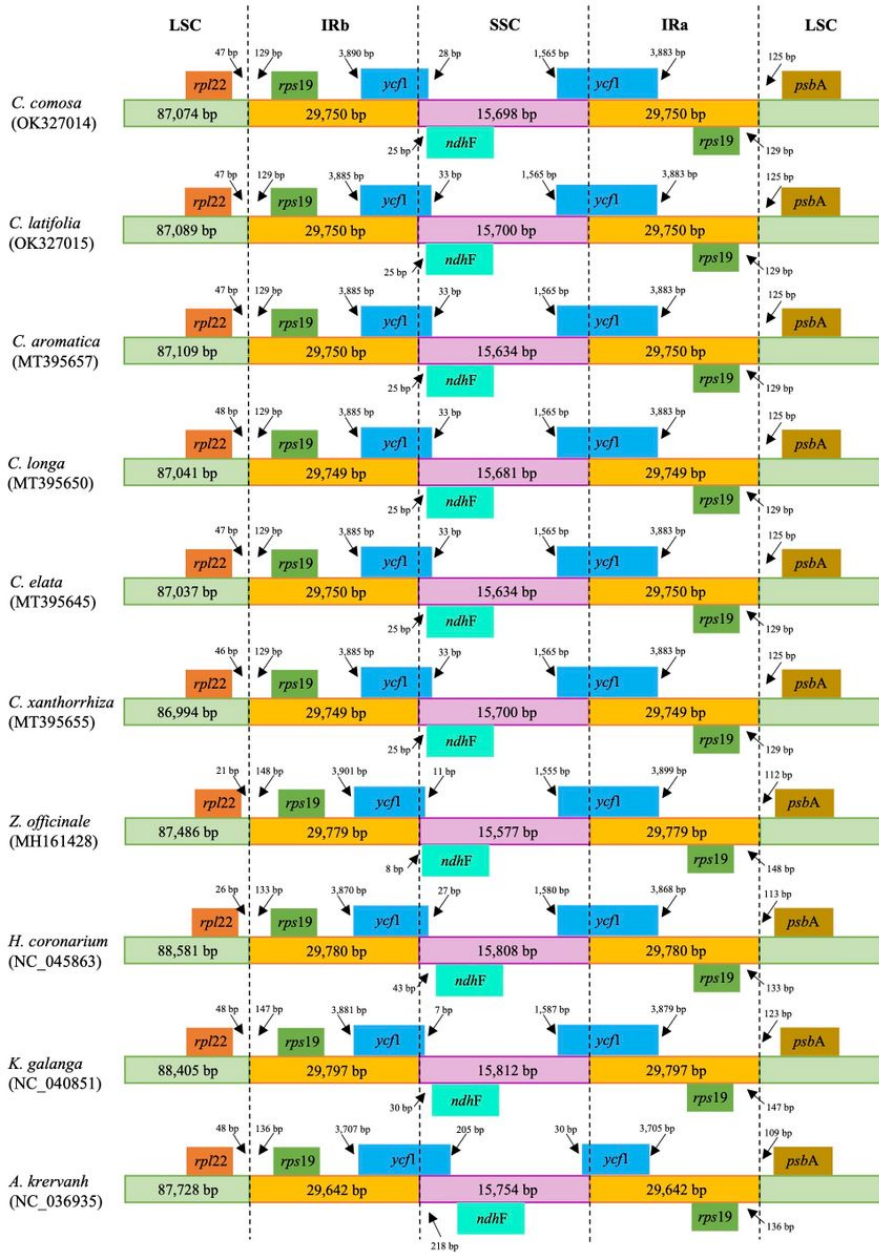 LSC IRb SSC IRa LSC
47 bp 129 bp 3,890 bp 28 bp 1,565 bp 3,883 bp 125 bp
rpl22 rps19 ycf1 ycf1 psbA
C. comosa
(OK327014)
87,074 bp 29,750 bp 15,698 bp 29,750 bp
ndhF rps19
25 bp 129 bp
47 bp 129 bp 3,885 bp 33 bp 1,565 bp 3,883 bp 125 bp
rpl22 rps19 ycf1 ycf1 psbA
C. latifolia
(OK327015)
87,089 bp 29,750 bp 15,700 bp 29,750 bp
ndhF rps19
25 bp 129 bp
47 bp 129 bp 3,885 bp 33 bp 1,565 bp 3,883 bp 125 bp
rpl22 rps19 ycf1 ycf1 psbA
C. aromatica
(MT395657)
87,109 bp 29,750 bp 15,634 bp 29,750 bp
ndhF rps19
25 bp 129 bp
48 bp 129 bp 3,885 bp 33 bp 1,565 bp 3,883 bp 125 bp
rpl22 rps19 ycf1 ycf1 psbA
C. longa
(MT395650)
87,041 bp 29,749 bp 15,681 bp 29,749 bp
ndhF rps19
25 bp 129 bp
47 bp 129 bp 3,885 bp 33 bp 1,565 bp 3,883 bp 125 bp
rpl22 rps19 ycf1 ycf1 psbA
C. elata
(MT395645)
87,037 bp 29,750 bp 15,634 bp 29,750 bp
ndhF rps19
25 bp 129 bp
46 bp 129 bp 3,885 bp 33 bp 1,565 bp 3,883 bp 125 bp
rpl22 rps19 ycf1 ycf1 psbA
C. xanthorrhiza
(MT395655)
86,994 bp 29,749 bp 15,700 bp 29,749 bp
ndhF rps19
25 bp 129 bp
21 bp 148 bp 3,901 bp 11 bp 1,555 bp 3,899 bp 112 bp
rpl22 rps19 ycf1 ycf1 psbA
Z. officinale
(MH161428)
87,486 bp 29,779 bp 15,577 bp 29,779 bp
ndhF rps19
8 bp 148 bp
26 bp 133 bp 3,870 bp 27 bp 1,580 bp 3,868 bp 113 bp
rpl22 rps19 ycf1 ycf1 psbA
H. coronarium
(NC_045863)
88,581 bp 29,780 bp 15,808 bp 29,780 bp
ndhF rps19
43 bp 133 bp
48 bp 147 bp 3,881 bp 7 bp 1,587 bp 3,879 bp 123 bp
rpl22 rps19 ycf1 ycf1 psbA
K. galanga
(NC_040851)
88,405 bp 29,797 bp 15,812 bp 29,797 bp
ndhF rps19
30 bp 147 bp
48 bp 136 bp 3,707 bp 205 bp 30 bp 3,705 bp 109 bp
rpl22 rps19 ycf1 ycf1 psbA
A. krervanh
(NC_036935)
87,728 bp 29,642 bp 15,754 bp 29,642 bp
ndhF rps19
218 bp 136 bp